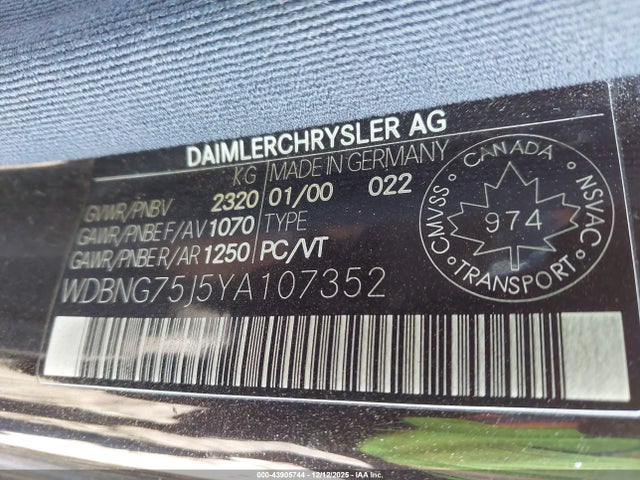 DAIMLERCHRYSLER AG
KG MADE IN GERMANY
GVWR/PNBV 2320 01/00 022
GAWR/PNBE F/AV 1070 TYPE
GAWR/PNBE R/AR 1250 PC/VT
WDBNG75J5YA107352
CANADA
CMVSS 974 NSVAC
TRANSPORT
IMAGE # 43905744 / 12/12/2025 - IAA INC